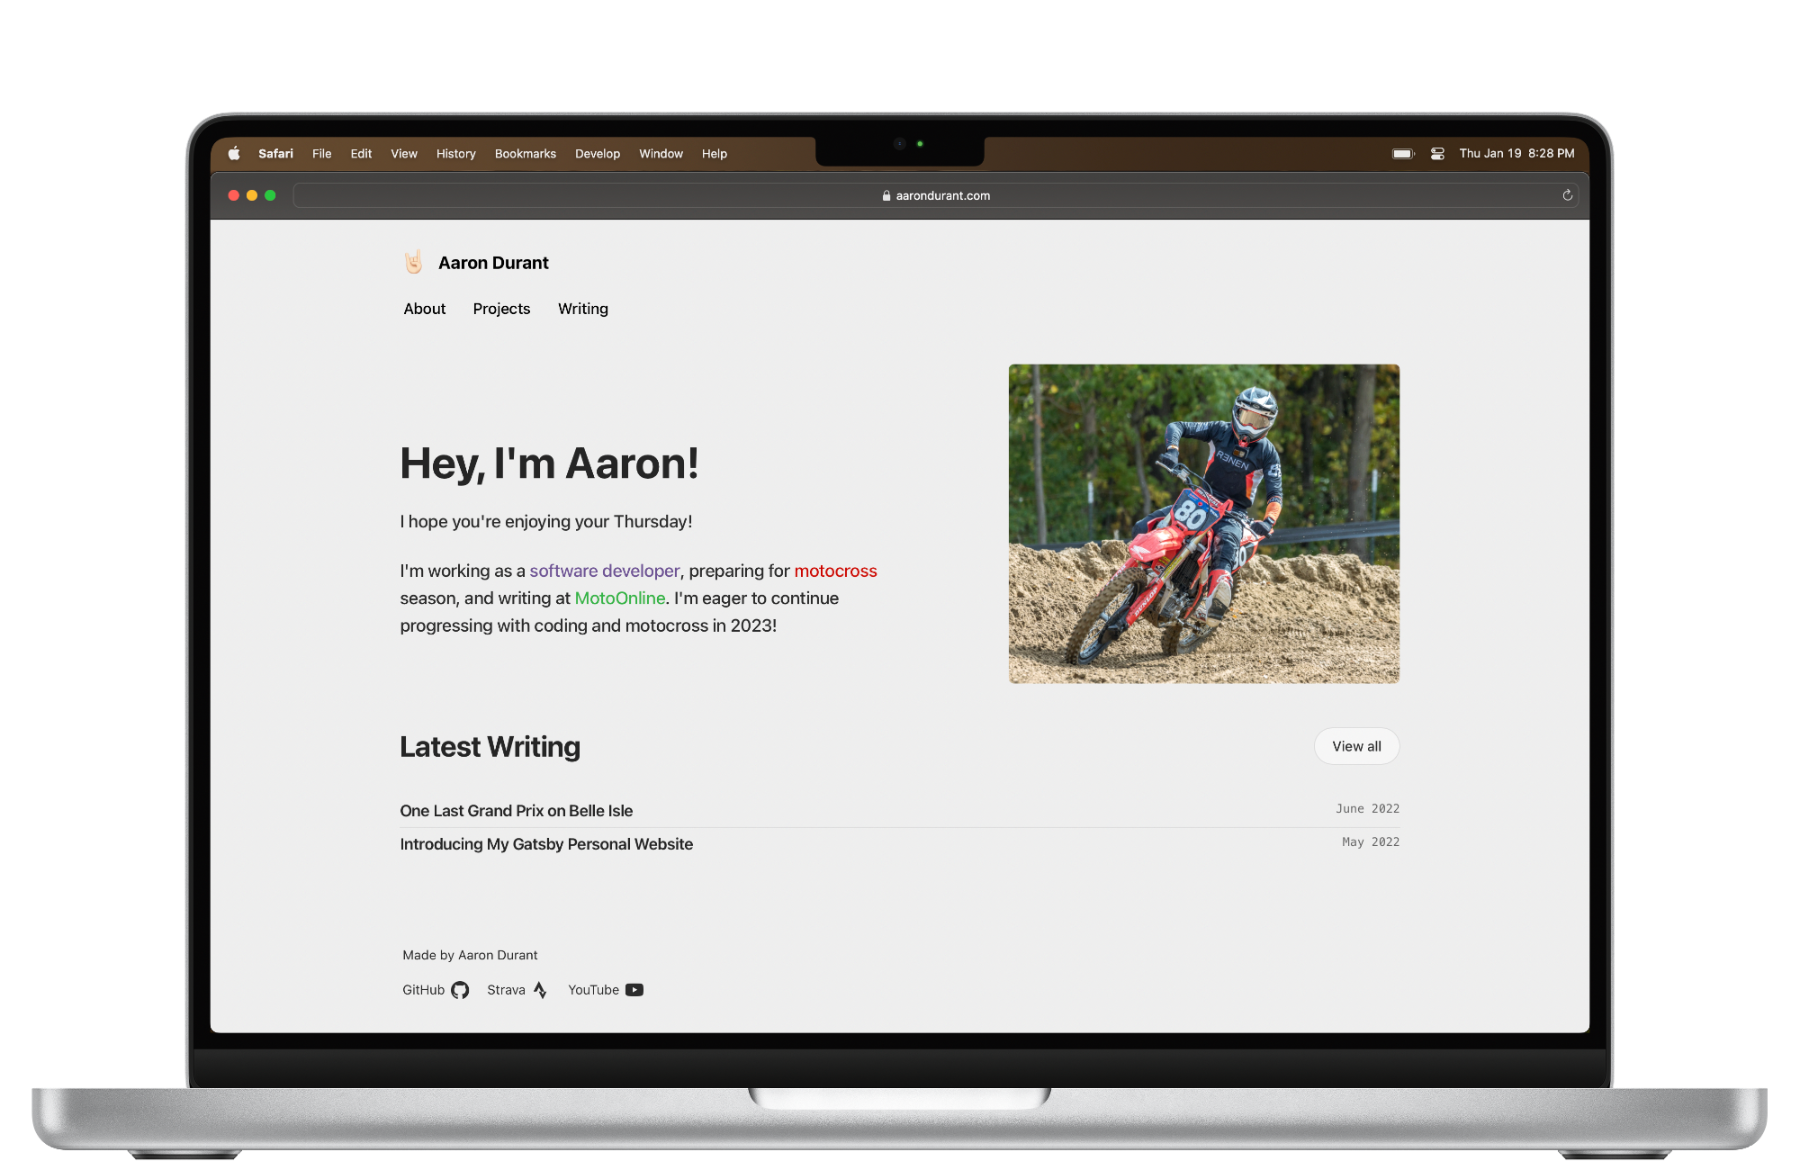 Safari File Edit View History Bookmarks Develop Window Help Thu Jan 19 8:28 PM
aarondurant.com
Aaron Durant
About Projects Writing
Hey, I'm Aaron!
I hope you're enjoying your Thursday!
I'm working as a software developer, preparing for motocross
season, and writing at MotoOnline. I'm eager to continue
progressing with coding and motocross in 2023!
RENEN
80
DUNLOP
Latest Writing View all
One Last Grand Prix on Belle Isle June 2022
Introducing My Gatsby Personal Website May 2022
Made by Aaron Durant
GitHub Strava YouTube